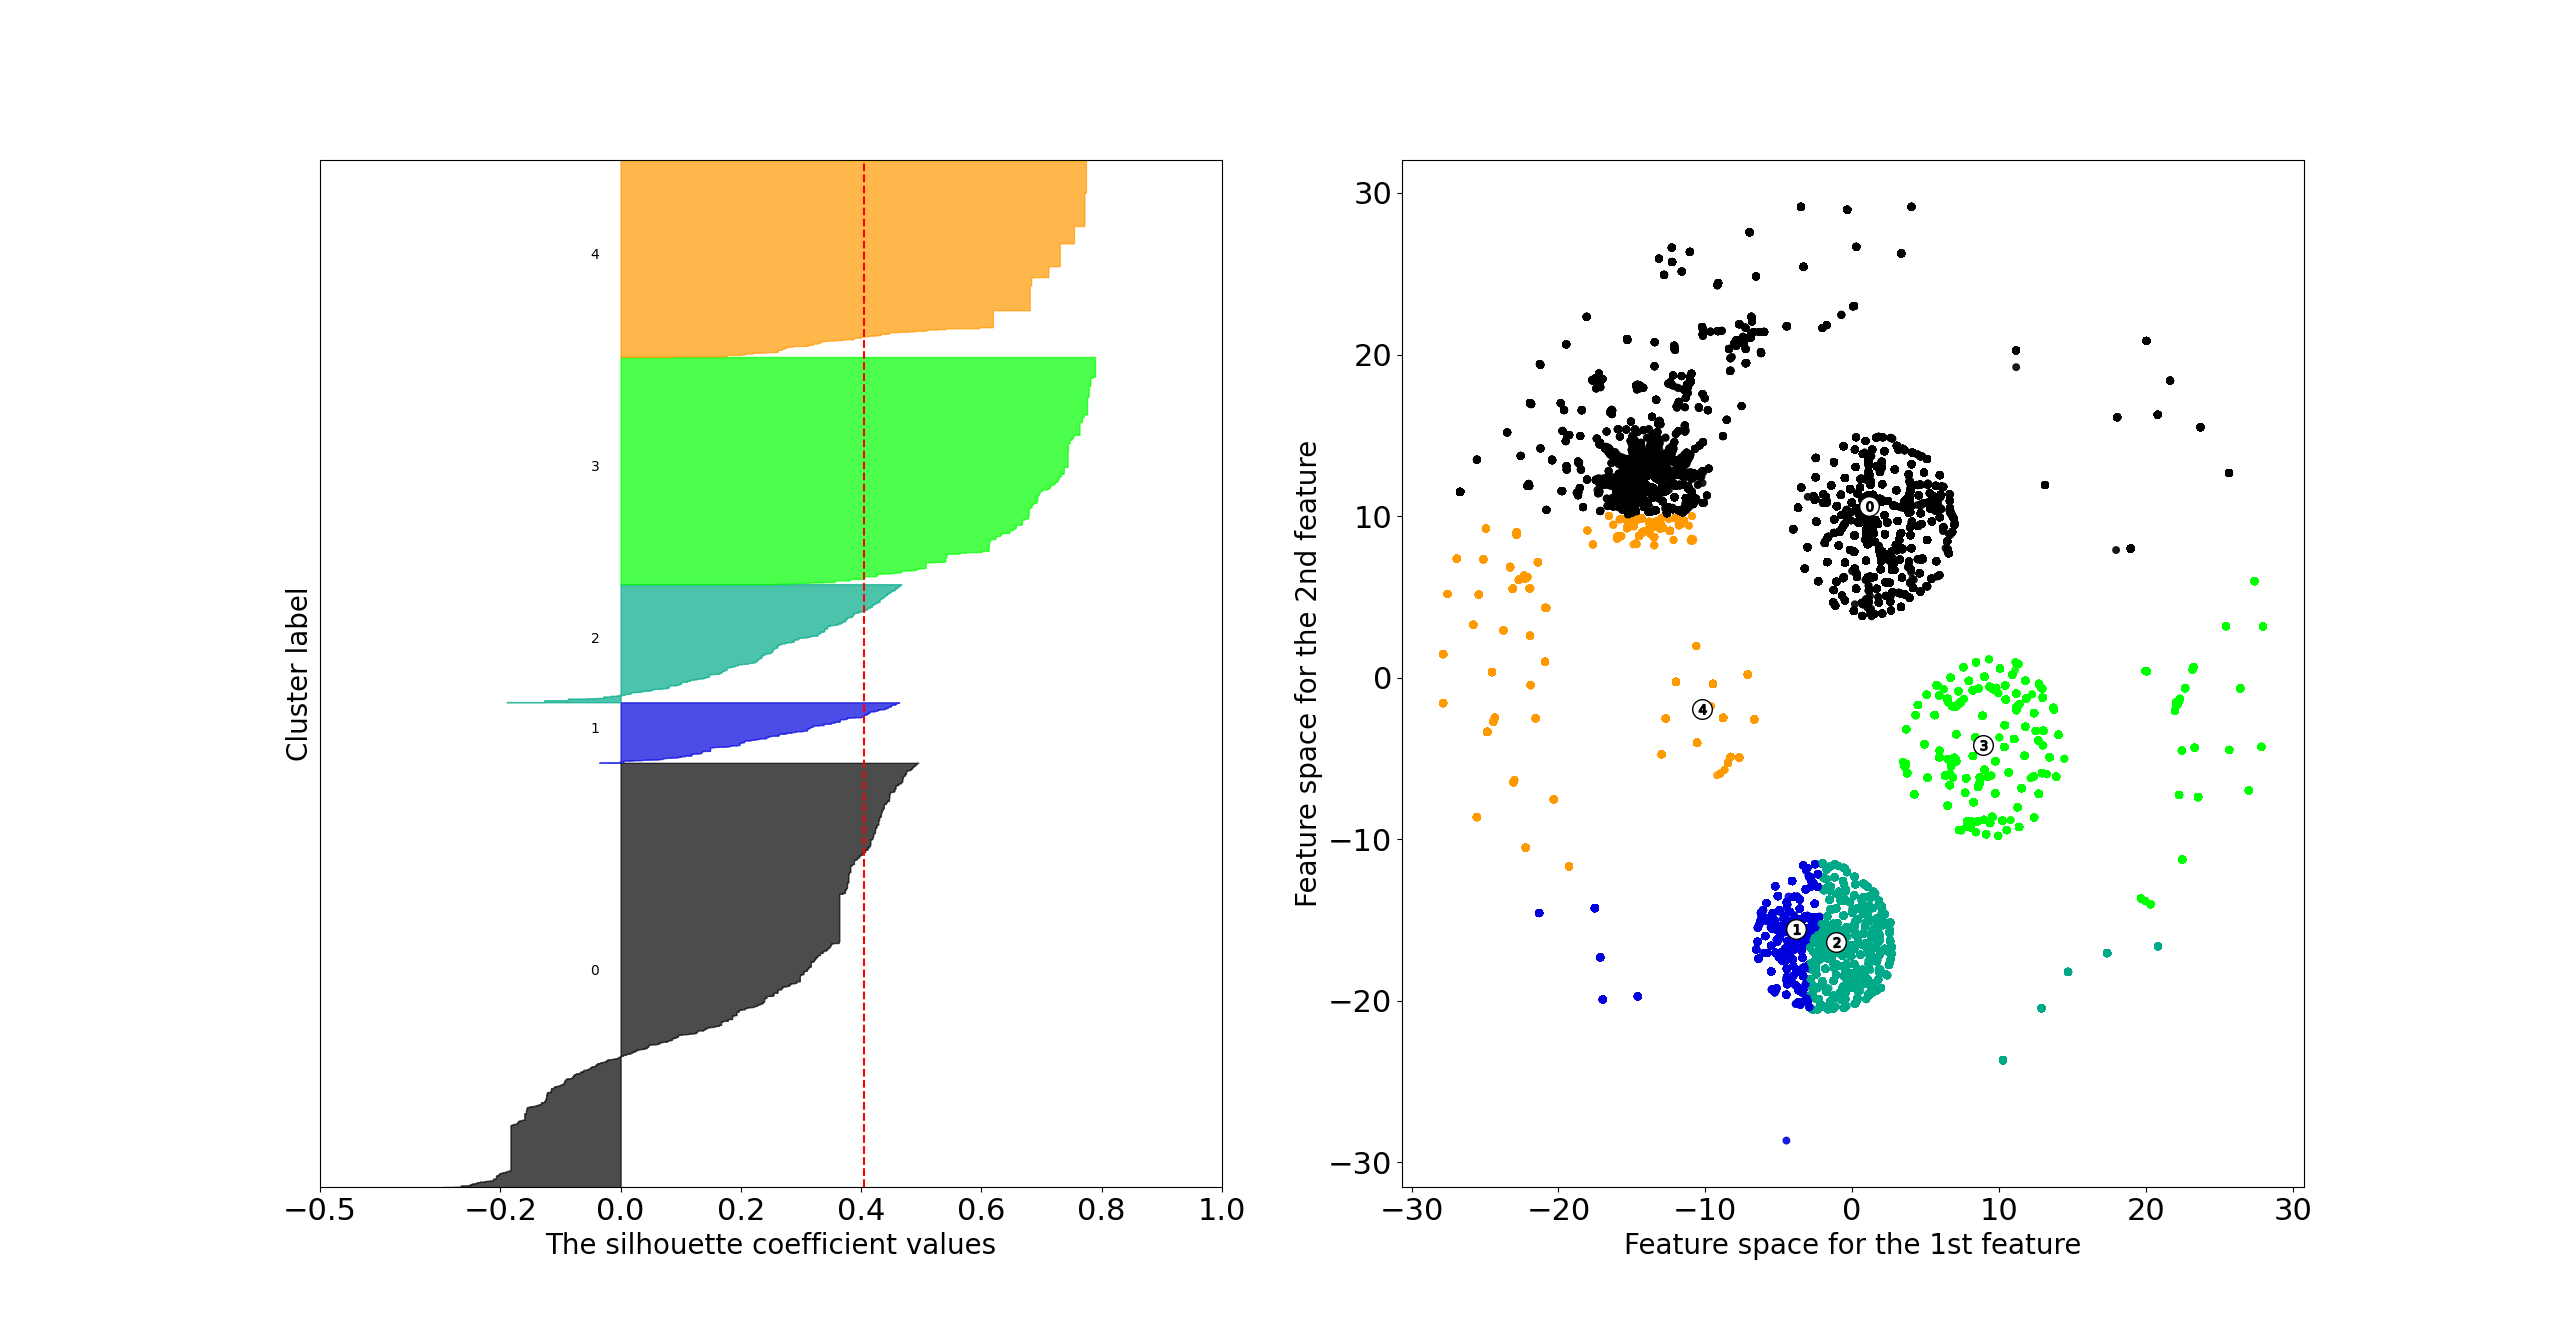 4
3
2
1
0
Cluster label
−0.5 −0.2 0.0 0.2 0.4 0.6 0.8 1.0
The silhouette coefficient values
30
20
10
0
−10
−20
−30
Feature space for the 2nd feature
0
4
3
1
2
−30 −20 −10 0 10 20 30
Feature space for the 1st feature